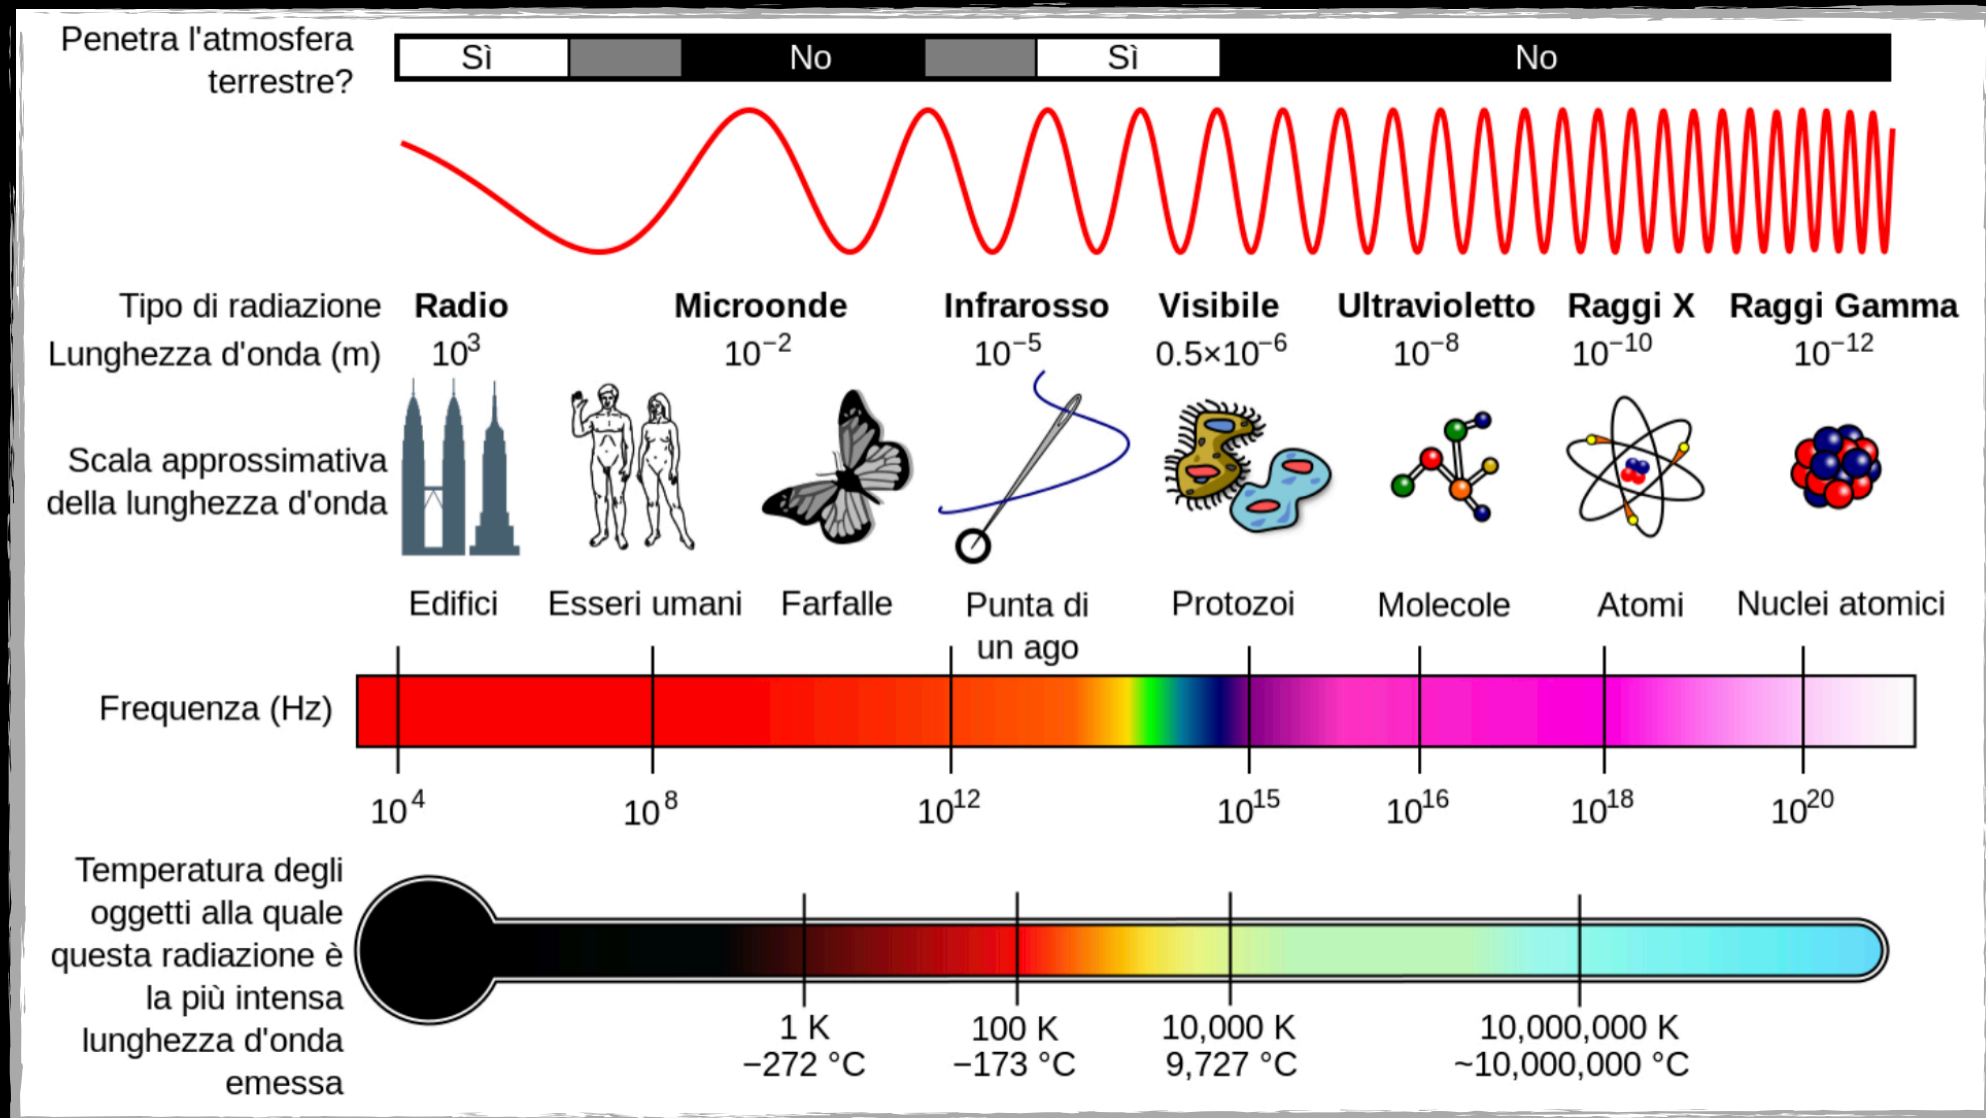 Penetra l'atmosfera
terrestre?
Sì
No
Sì
No
Tipo di radiazione
Radio
Microonde
Infrarosso
Visibile
Ultravioletto
Raggi X
Raggi Gamma
Lunghezza d'onda (m)
10³
10⁻²
10⁻⁵
0.5×10⁻⁶
10⁻⁸
10⁻¹⁰
10⁻¹²
Scala approssimativa
della lunghezza d'onda
Edifici
Esseri umani
Farfalle
Punta di
un ago
Protozoi
Molecole
Atomi
Nuclei atomici
Frequenza (Hz)
10⁴
10⁸
10¹²
10¹⁵
10¹⁶
10¹⁸
10²⁰
Temperatura degli
oggetti alla quale
questa radiazione è
la più intensa
lunghezza d'onda
emessa
1 K
−272 °C
100 K
−173 °C
10,000 K
9,727 °C
10,000,000 K
~10,000,000 °C